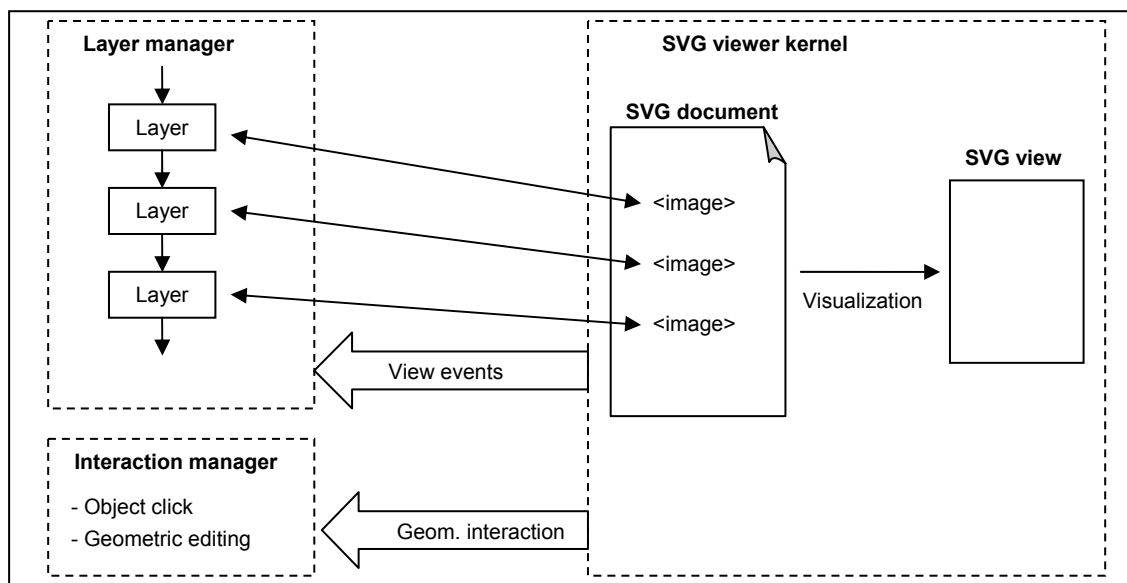 Layer manager
Layer
Layer
Layer
SVG viewer kernel
SVG document
<image>
<image>
<image>
SVG view
Visualization
View events
Interaction manager
- Object click
- Geometric editing
Geom. interaction